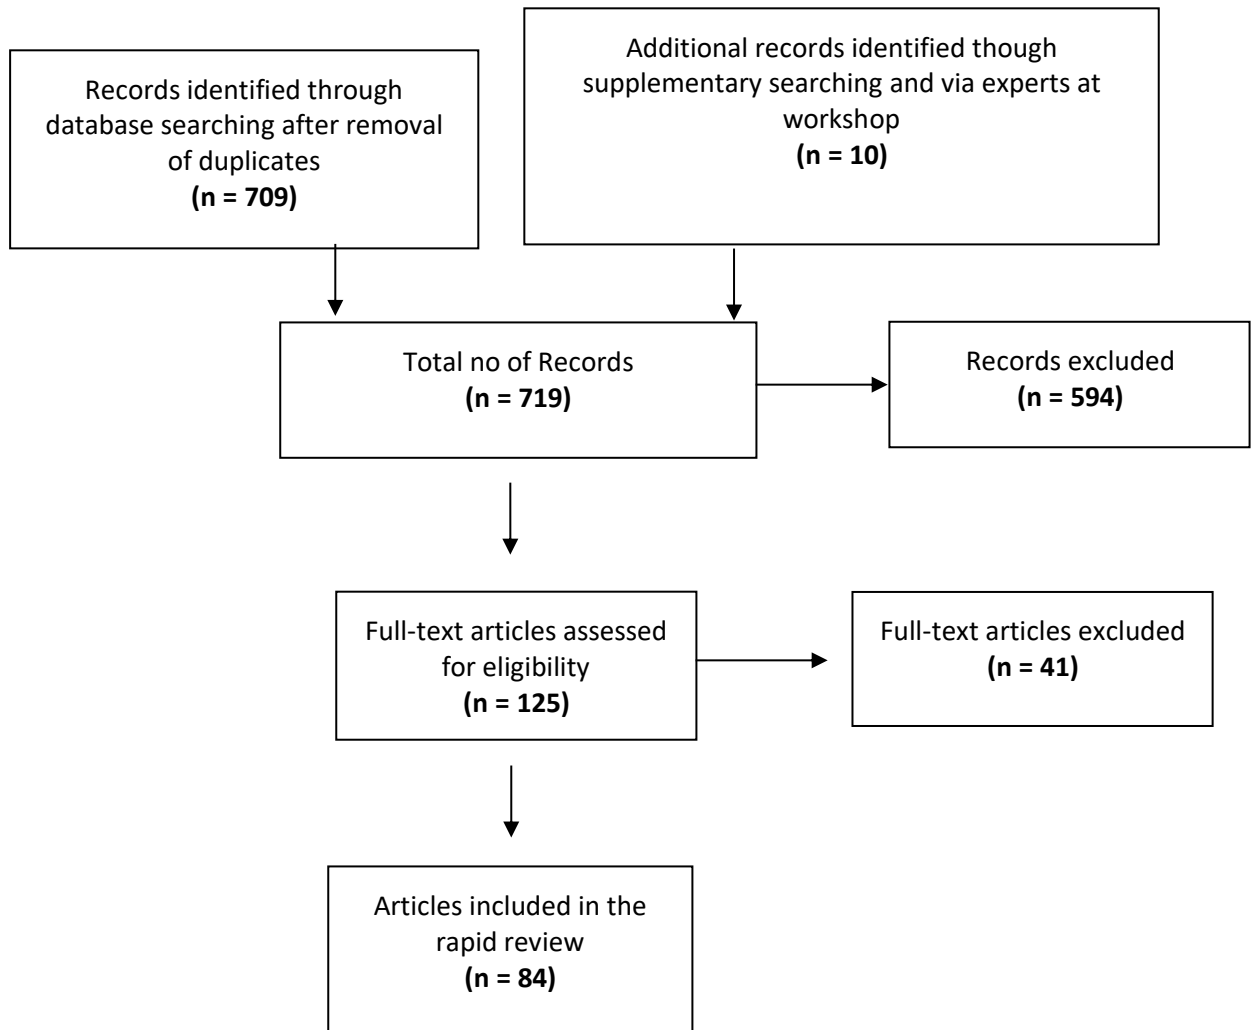 Records identified through
database searching after removal
of duplicates
(n = 709)
Additional records identified though
supplementary searching and via experts at
workshop
(n = 10)
Total no of Records
(n = 719)
Records excluded
(n = 594)
Full-text articles assessed
for eligibility
(n = 125)
Full-text articles excluded
(n = 41)
Articles included in the
rapid review
(n = 84)